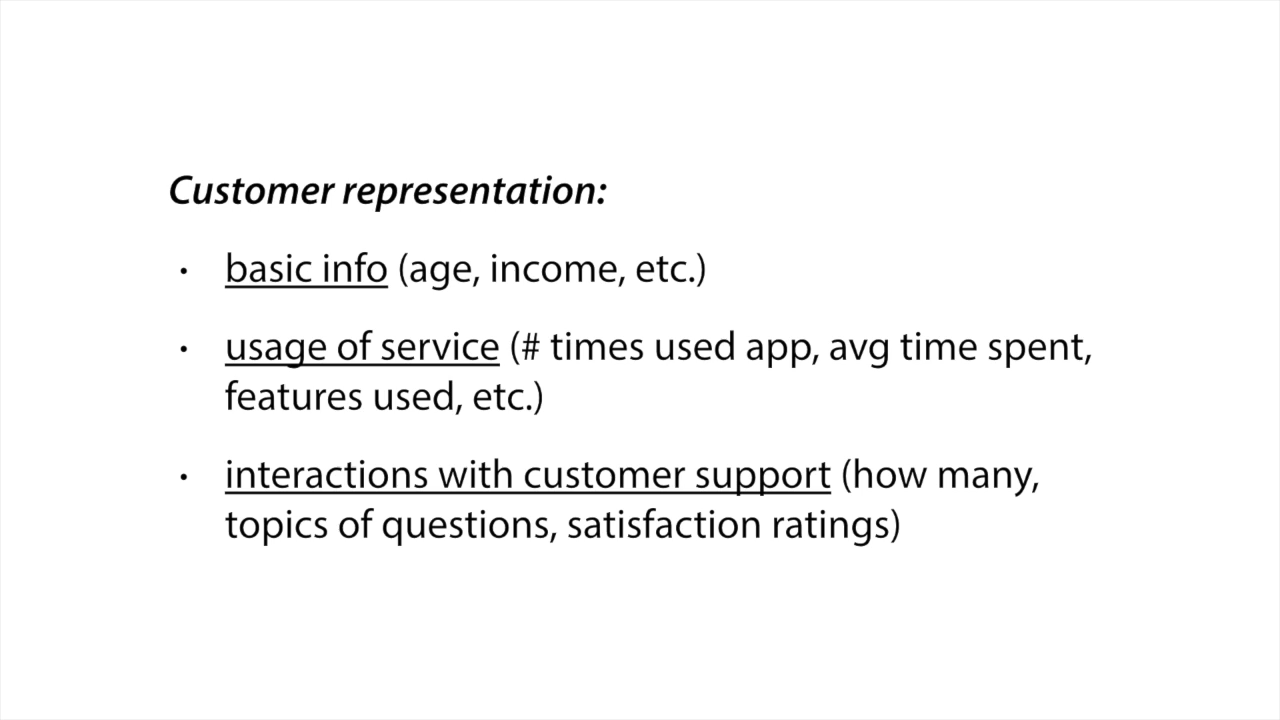 Customer representation:
• basic info (age, income, etc.)
• usage of service (# times used app, avg time spent,
features used, etc.)
• interactions with customer support (how many,
topics of questions, satisfaction ratings)